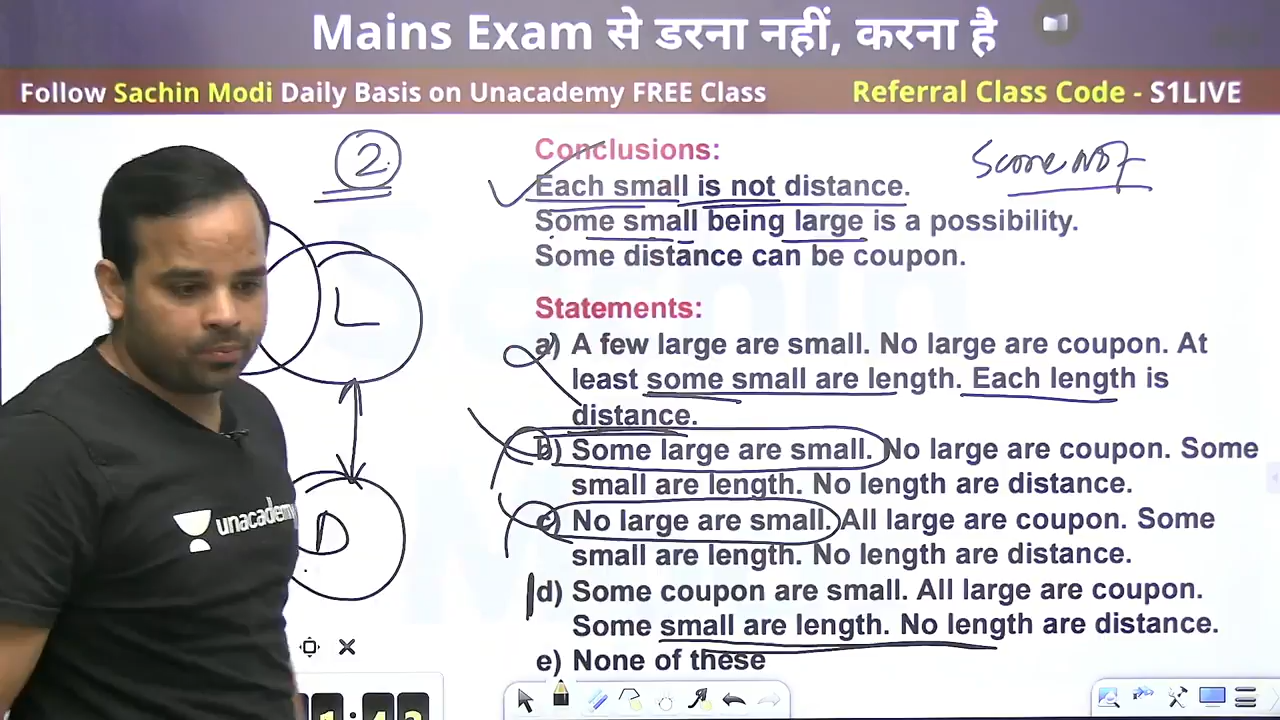 Mains Exam से डरना नहीं, करना है
Follow Sachin Modi Daily Basis on Unacademy FREE Class
Referral Class Code - S1LIVE
2
Conclusions:
Score NOT
Each small is not distance.
Some small being large is a possibility.
Some distance can be coupon.
Statements:
a) A few large are small. No large are coupon. At
least some small are length. Each length is
distance.
b) Some large are small. No large are coupon. Some
small are length. No length are distance.
c) No large are small. All large are coupon. Some
small are length. No length are distance.
d) Some coupon are small. All large are coupon.
Some small are length. No length are distance.
e) None of these
L
D
unacademy